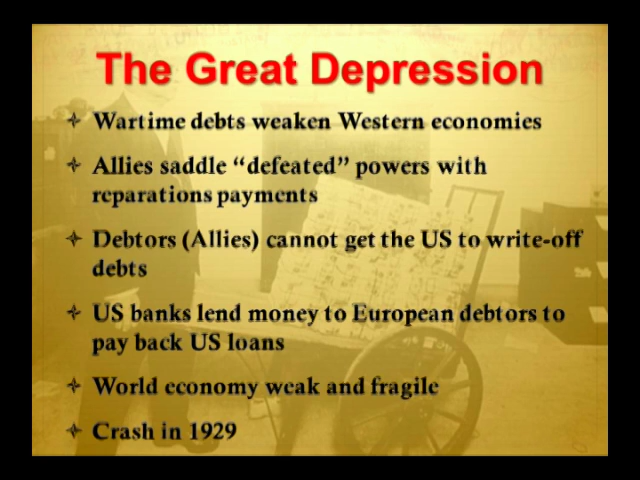 The Great Depression
Wartime debts weaken Western economies
Allies saddle “defeated” powers with
reparations payments
Debtors (Allies) cannot get the US to write-off
debts
US banks lend money to European debtors to
pay back US loans
World economy weak and fragile
Crash in 1929